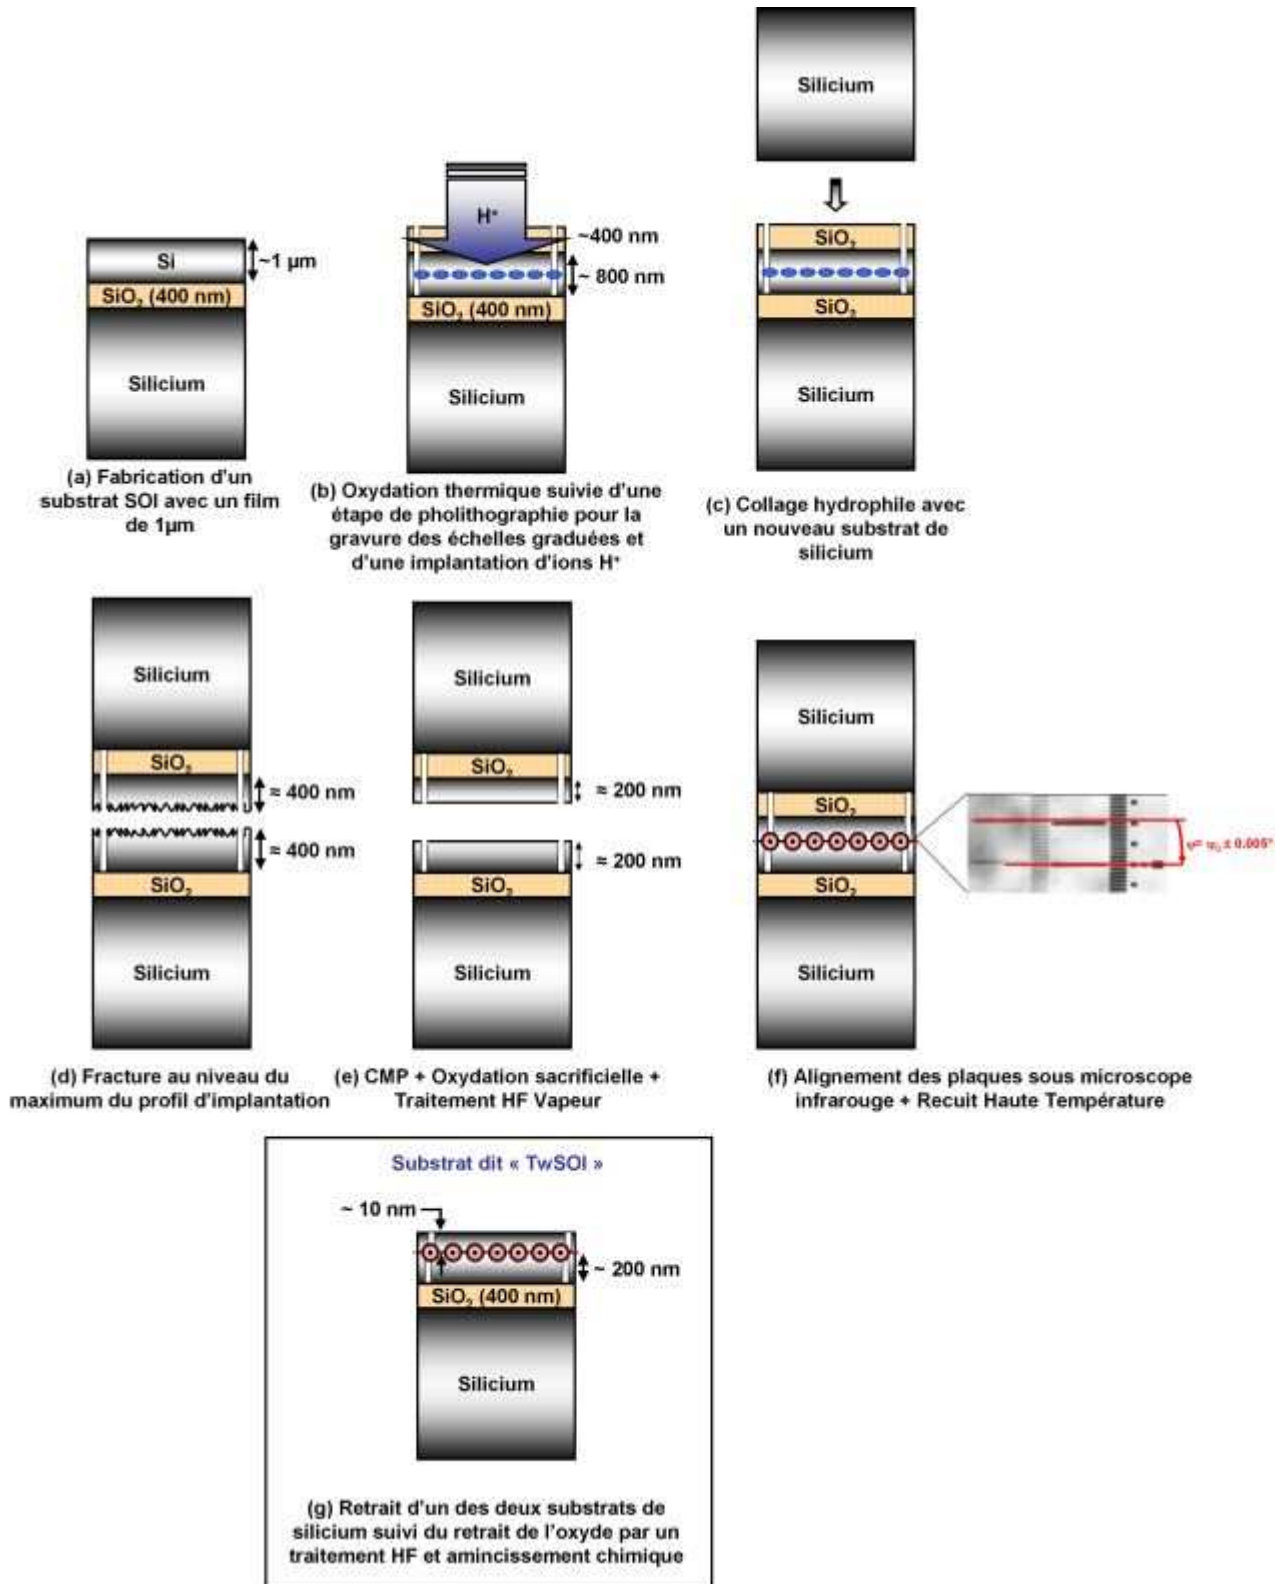 Silicium
H⁺
~400 nm
SiO₂
Si
~1 µm
~ 800 nm
SiO₂ (400 nm)
SiO₂ (400 nm)
SiO₂
Silicium
Silicium
Silicium
(a) Fabrication d'un
substrat SOI avec un film
de 1µm
(b) Oxydation thermique suivie d'une
étape de pholithographie pour la
gravure des échelles graduées et
d'une implantation d'ions H⁺
(c) Collage hydrophile avec
un nouveau substrat de
silicium
Silicium
SiO₂
≈ 400 nm
≈ 400 nm
SiO₂
Silicium
(d) Fracture au niveau du
maximum du profil d'implantation
Silicium
SiO₂
≈ 200 nm
≈ 200 nm
SiO₂
Silicium
(e) CMP + Oxydation sacrificielle +
Traitement HF Vapeur
Silicium
SiO₂
± 0.005°
SiO₂
Silicium
(f) Alignement des plaques sous microscope
infrarouge + Recuit Haute Température
Substrat dit « TwSOI »
~ 10 nm
~ 200 nm
SiO₂ (400 nm)
Silicium
(g) Retrait d'un des deux substrats de
silicium suivi du retrait de l'oxyde par un
traitement HF et amincissement chimique